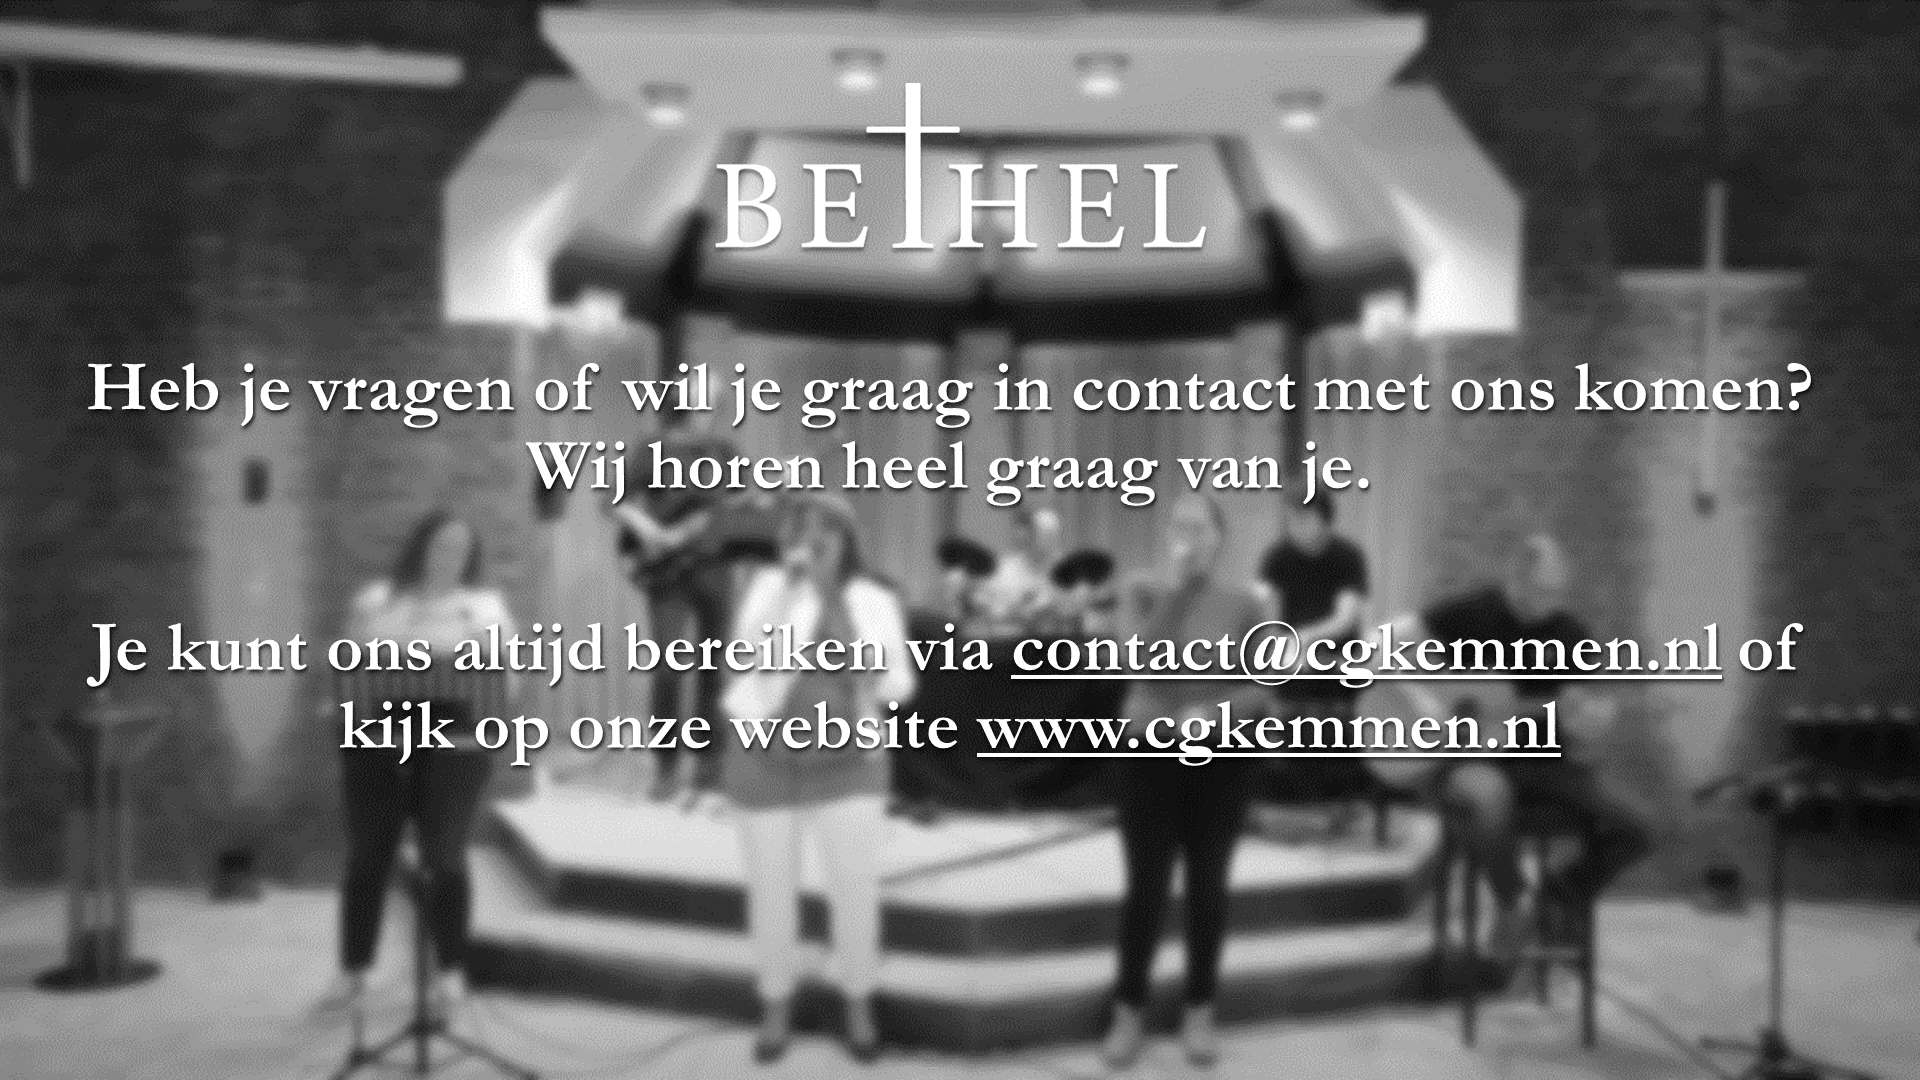 BETHEL
Heb je vragen of wil je graag in contact met ons komen?
Wij horen heel graag van je.
Je kunt ons altijd bereiken via contact@cgkemmen.nl of
kijk op onze website www.cgkemmen.nl